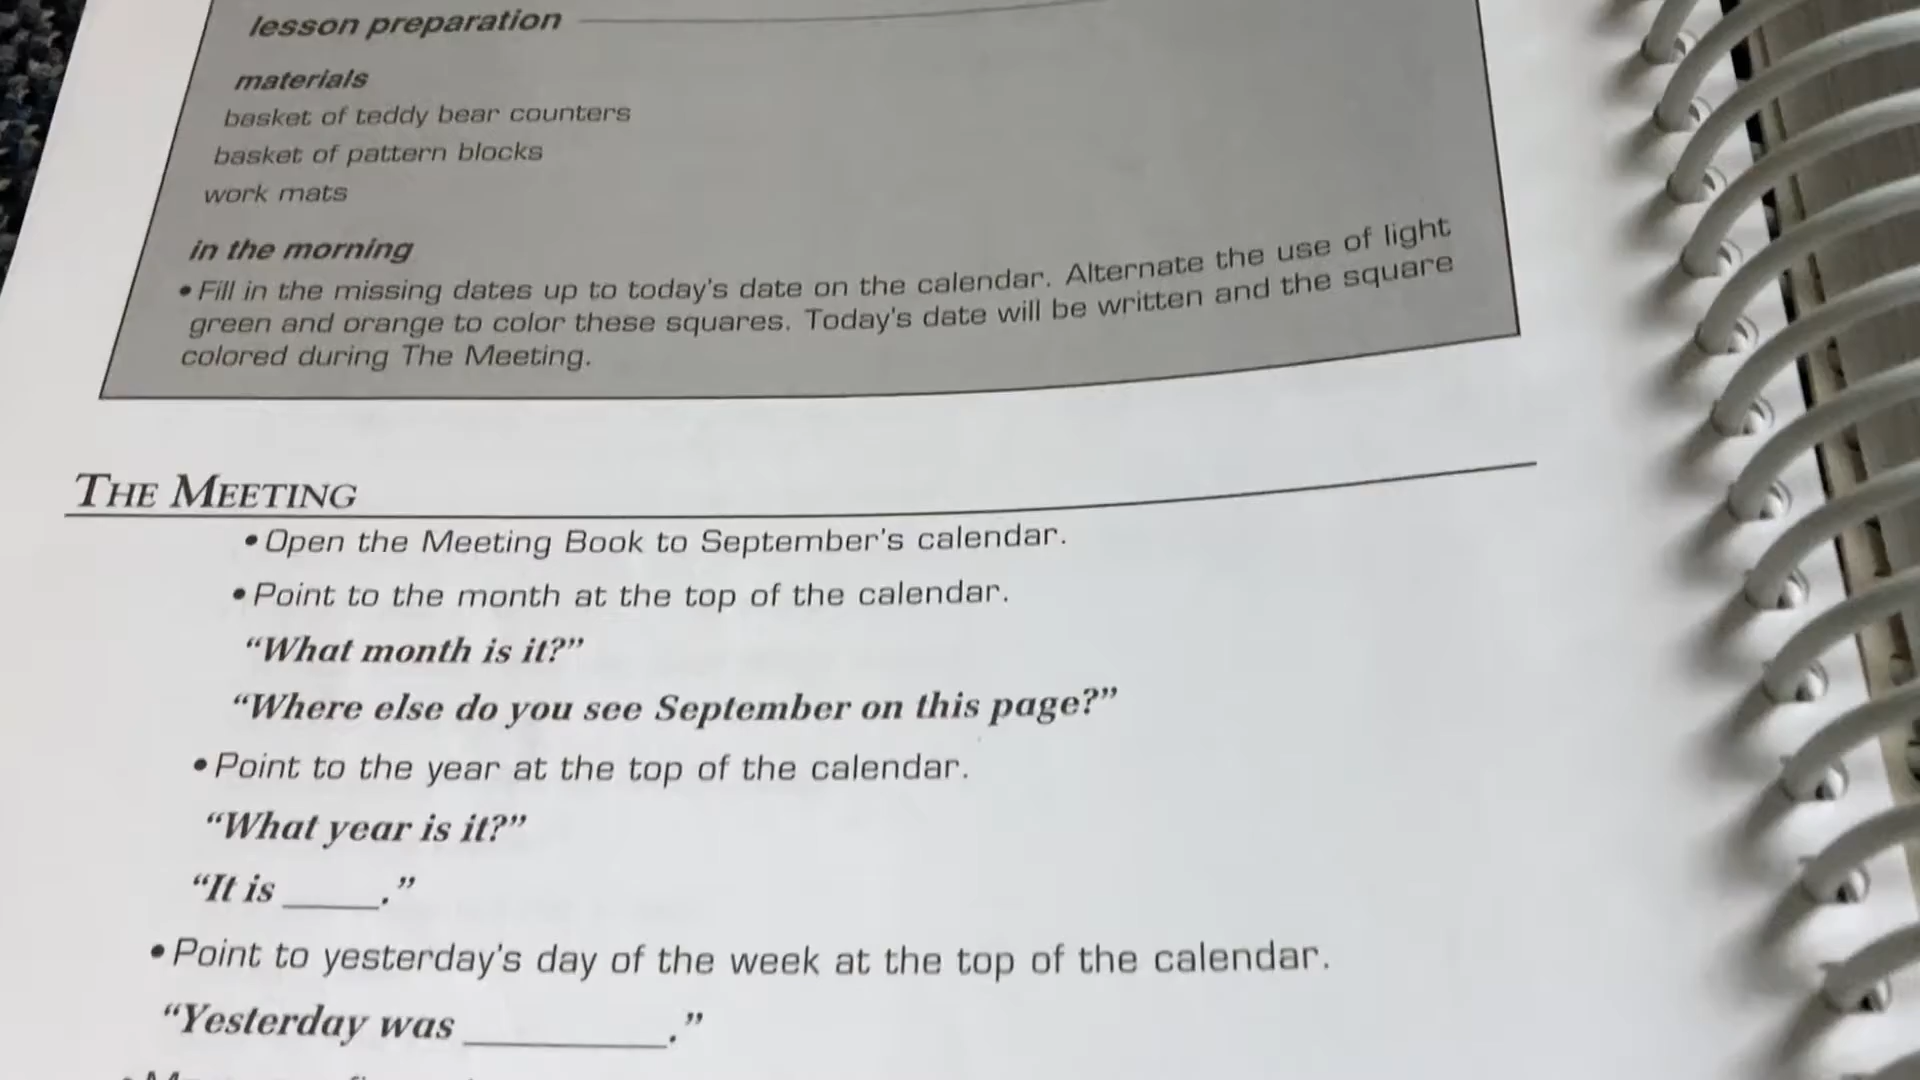 lesson preparation
materials
basket of teddy bear counters
basket of pattern blocks
work mats
in the morning
• Fill in the missing dates up to today's date on the calendar. Alternate the use of light
green and orange to color these squares. Today's date will be written and the square
colored during The Meeting.
THE MEETING
• Open the Meeting Book to September's calendar.
• Point to the month at the top of the calendar.
“What month is it?”
“Where else do you see September on this page?”
• Point to the year at the top of the calendar.
“What year is it?”
“It is _____.”
• Point to yesterday's day of the week at the top of the calendar.
“Yesterday was __________.”